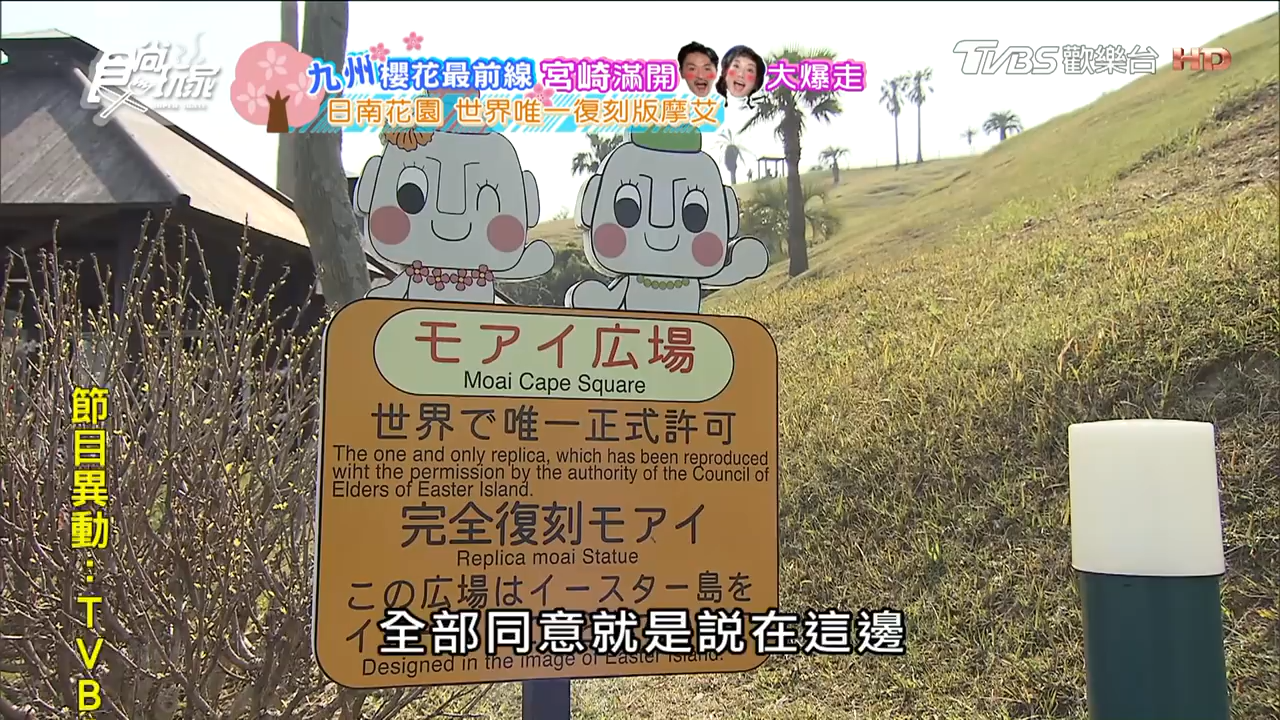 食尚玩家
SUPER TASTE
九州櫻花最前線 宮崎滿開 大爆走
日南花園 世界唯一復刻版摩艾
TVBS歡樂台 HD
モアイ広場
Moai Cape Square
世界で唯一正式許可
The one and only replica, which has been reproduced
wiht the permission by the authority of the Council of
Elders of Easter Island.
完全復刻モアイ
Replica moai Statue
この広場はイースター島を
イ
Designed in the image of Easter Island.
全部同意就是説在這邊
節目異動:TVB